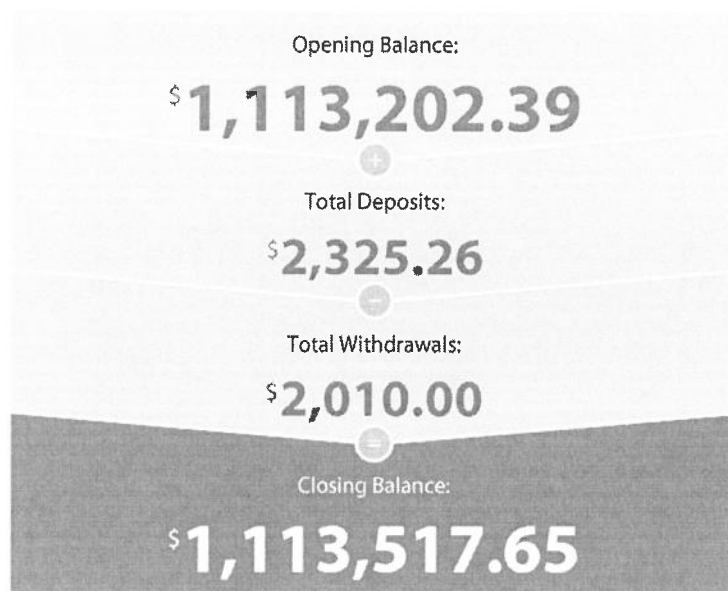 Opening Balance:
$1,113,202.39
+
Total Deposits:
$2,325.26
-
Total Withdrawals:
$2,010.00
=
Closing Balance:
$1,113,517.65